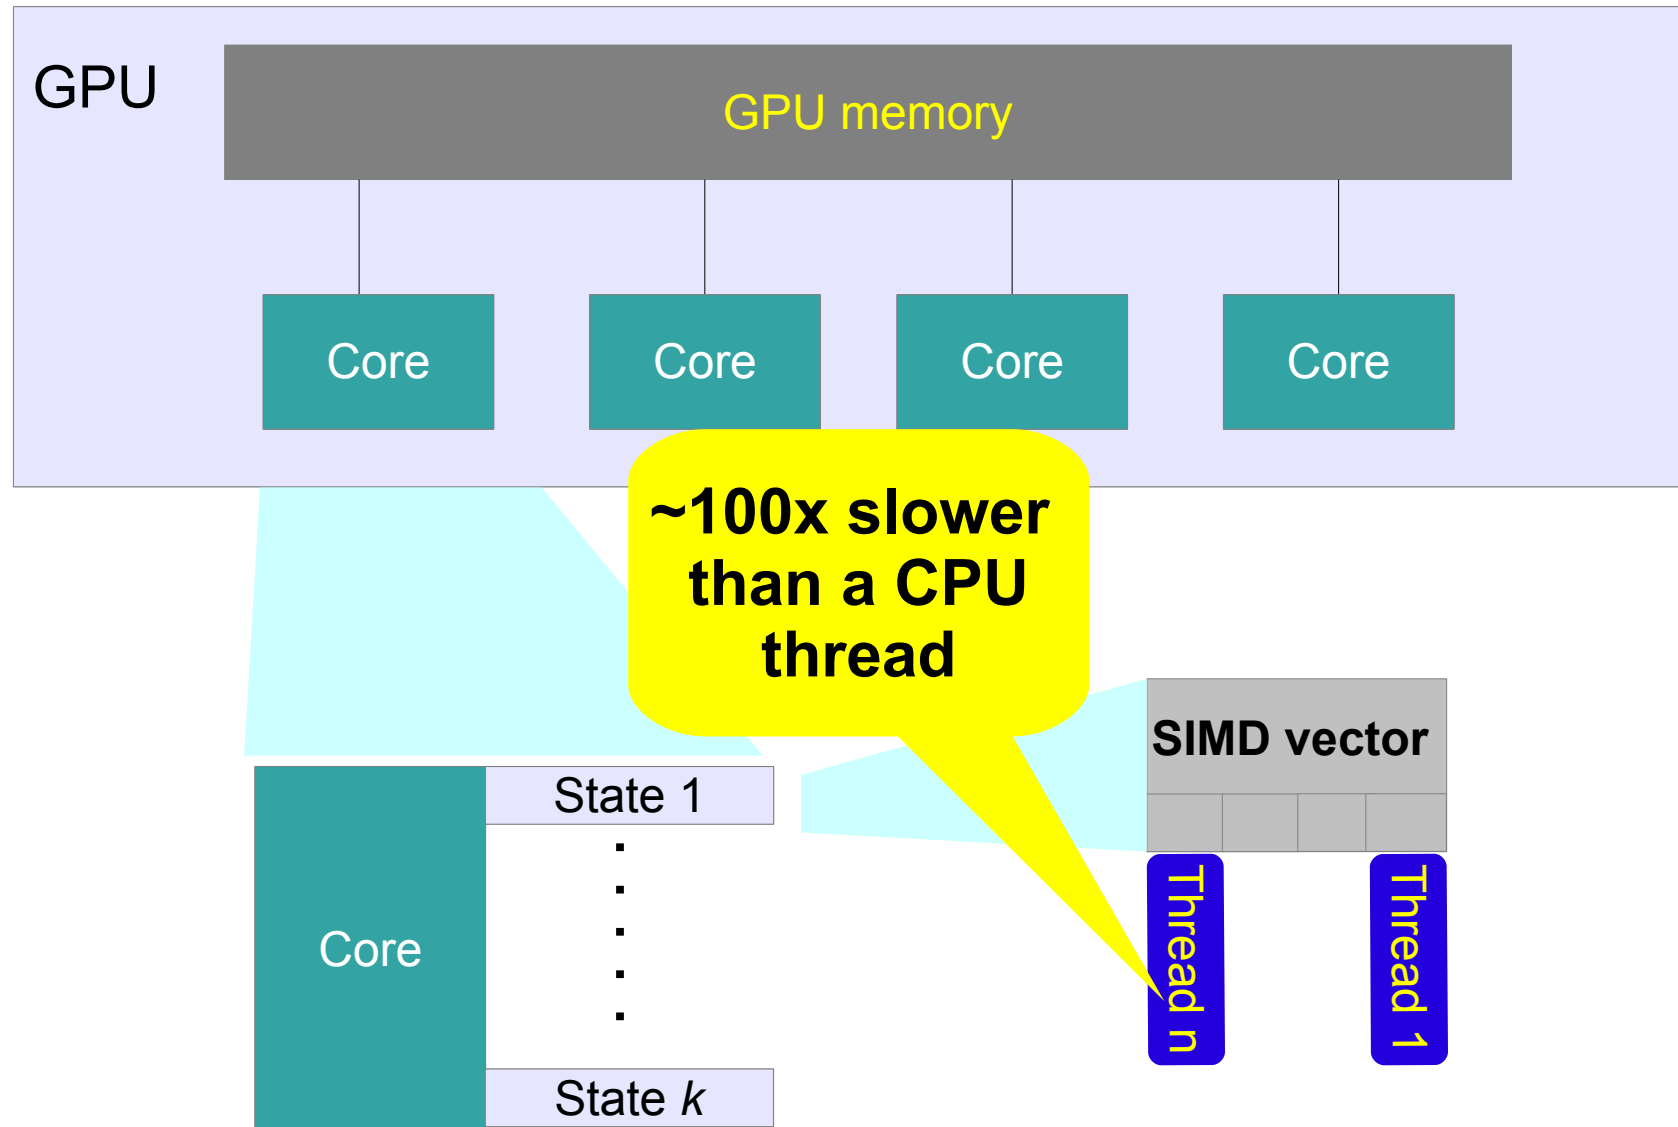 GPU
GPU memory
Core
Core
Core
Core
~100x slower
than a CPU
thread
SIMD vector
State 1
Core
Thread n
Thread 1
State k